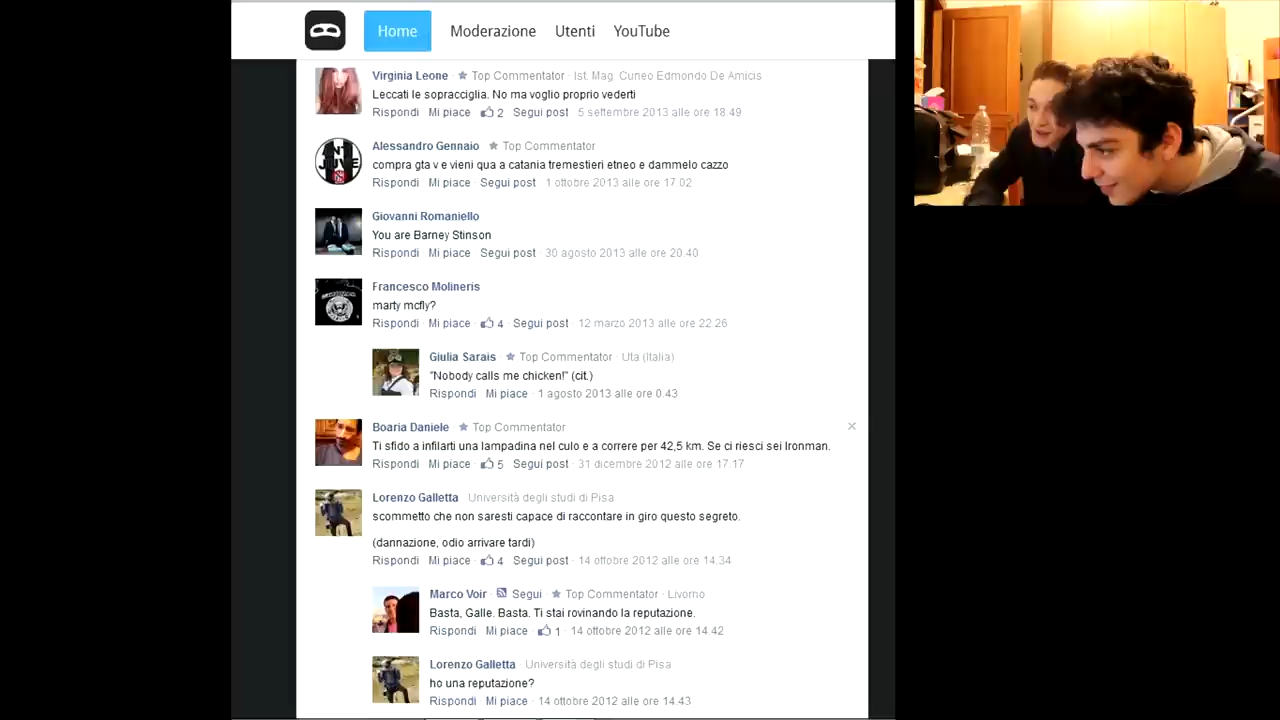 Home Moderazione Utenti YouTube
Virginia Leone Top Commentator · Ist. Mag. Cuneo Edmondo De Amicis
Leccati le sopracciglia. No ma voglio proprio vederti
Rispondi · Mi piace · 2 · Segui post · 5 settembre 2013 alle ore 18.49
Alessandro Gennaio Top Commentator
compra gta v e vieni qua a catania tremestieri etneo e dammelo cazzo
Rispondi · Mi piace · Segui post · 1 ottobre 2013 alle ore 17.02
Giovanni Romaniello
You are Barney Stinson
Rispondi · Mi piace · Segui post · 30 agosto 2013 alle ore 20.40
Francesco Molineris
marty mcfly?
Rispondi · Mi piace · 4 · Segui post · 12 marzo 2013 alle ore 22.26
Giulia Sarais · Top Commentator · Uta (Italia)
"Nobody calls me chicken!" (cit.)
Rispondi · Mi piace · 1 agosto 2013 alle ore 0.43
Boaria Daniele · Top Commentator
Ti sfido a infilarti una lampadina nel culo e a correre per 42,5 km. Se ci riesci sei Ironman.
Rispondi · Mi piace · 5 · Segui post · 31 dicembre 2012 alle ore 17.17
Lorenzo Galletta Università degli studi di Pisa
scommetto che non saresti capace di raccontare in giro questo segreto.
(dannazione, odio arrivare tardi)
Rispondi · Mi piace · 4 · Segui post · 14 ottobre 2012 alle ore 14.34
Marco Voir · Segui · Top Commentator · Livorno
Basta, Galle. Basta. Ti stai rovinando la reputazione.
Rispondi · Mi piace · 1 · 14 ottobre 2012 alle ore 14.42
Lorenzo Galletta · Università degli studi di Pisa
ho una reputazione?
Rispondi · Mi piace · 14 ottobre 2012 alle ore 14.43